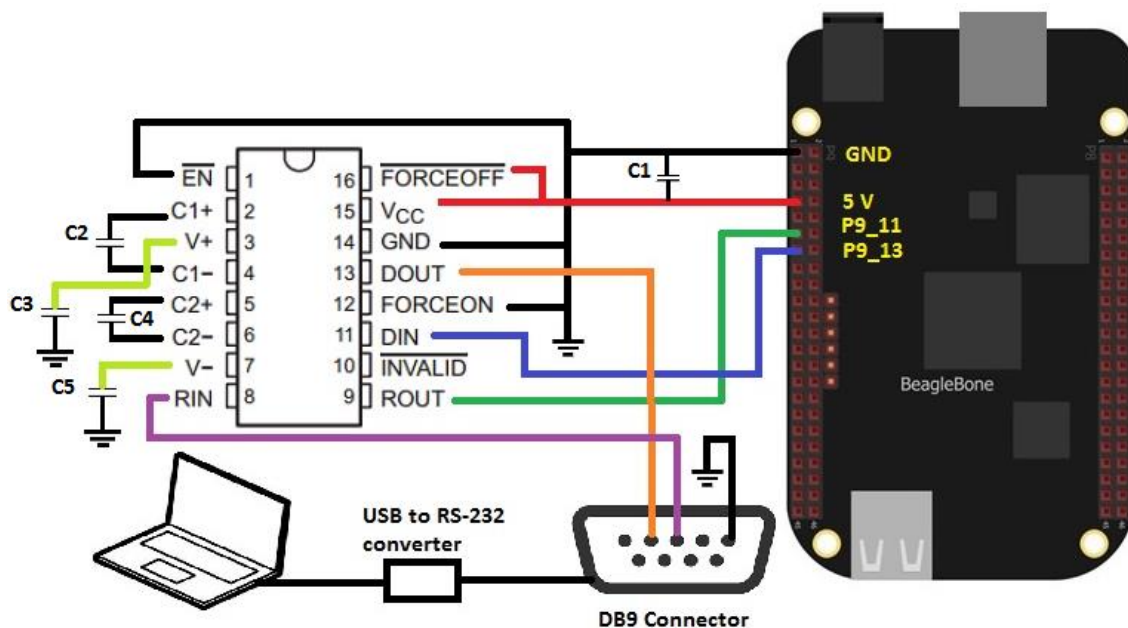 GND
C1
5 V
P9_11
P9_13
BeagleBone
EN
C1+
V+
C1−
C2+
C2−
V−
RIN
1
2
3
4
5
6
7
8
16
15
14
13
12
11
10
9
FORCEOFF
VCC
GND
DOUT
FORCEON
DIN
INVALID
ROUT
C2
C3
C4
C5
USB to RS-232
converter
DB9 Connector